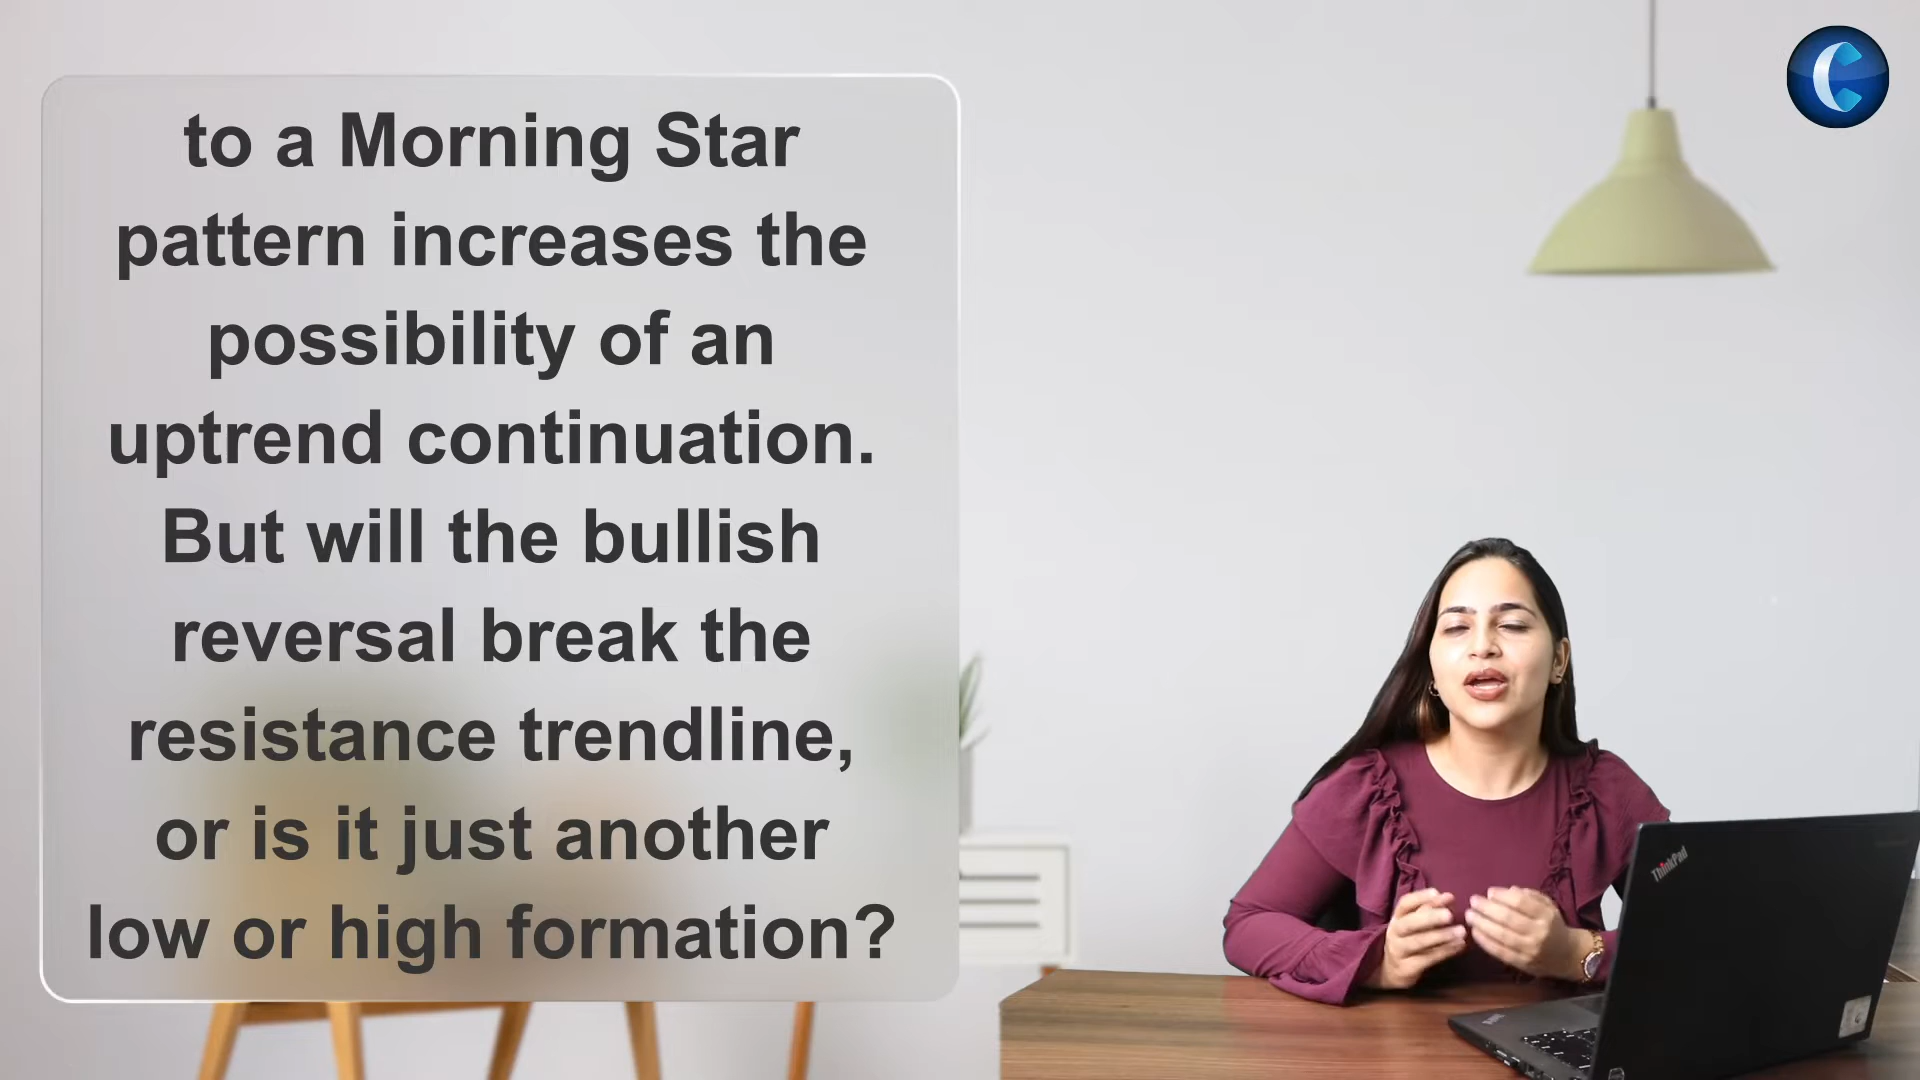 to a Morning Star
pattern increases the
possibility of an
uptrend continuation.
But will the bullish
reversal break the
resistance trendline,
or is it just another
low or high formation?
ThinkPad